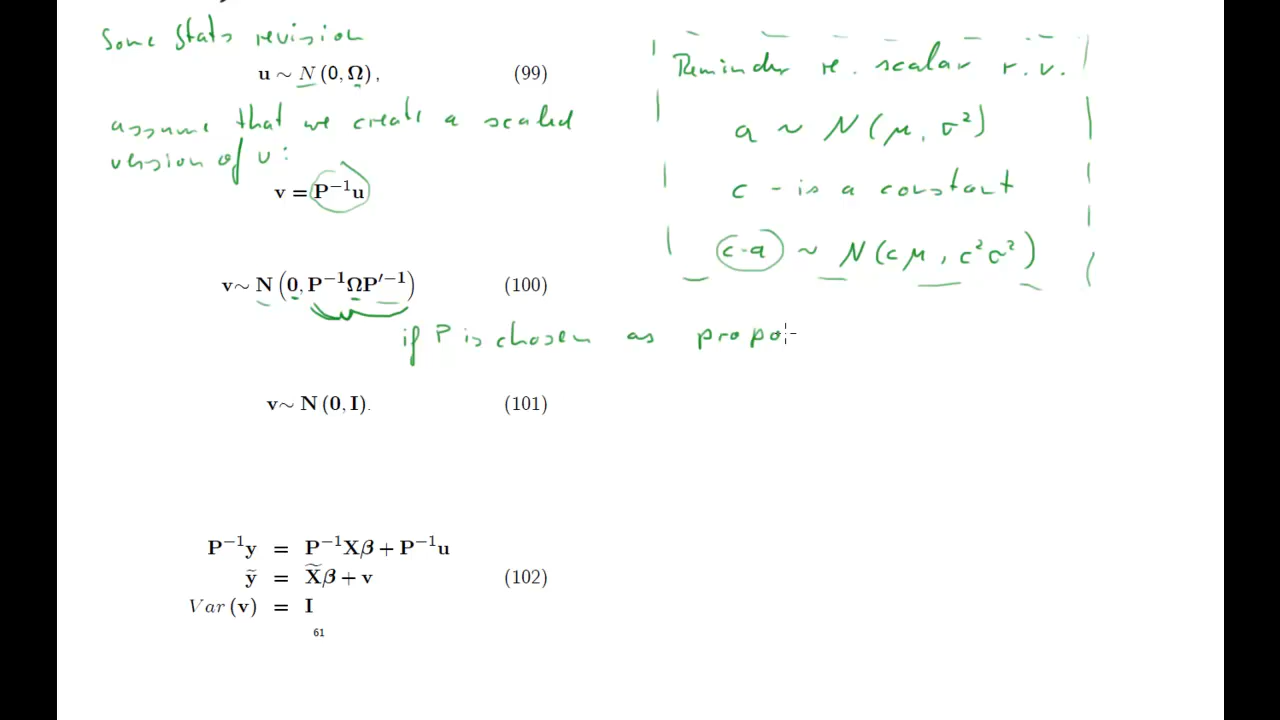 Some Stats revision
u ∼ N (0, Ω) , (99)
assume that we create a scaled
version of u :
v = P⁻¹u
v∼ N (0, P⁻¹ΩP′⁻¹) (100)
if P is chosen as propo
v∼ N (0, I). (101)
P⁻¹y = P⁻¹Xβ + P⁻¹u
ỹ = X̃β + v (102)
Var (v) = I
61
Reminder re. scalar r.v.
a ~ N(μ, σ²)
c - is a constant
c·a ~ N(cμ, c²σ²)